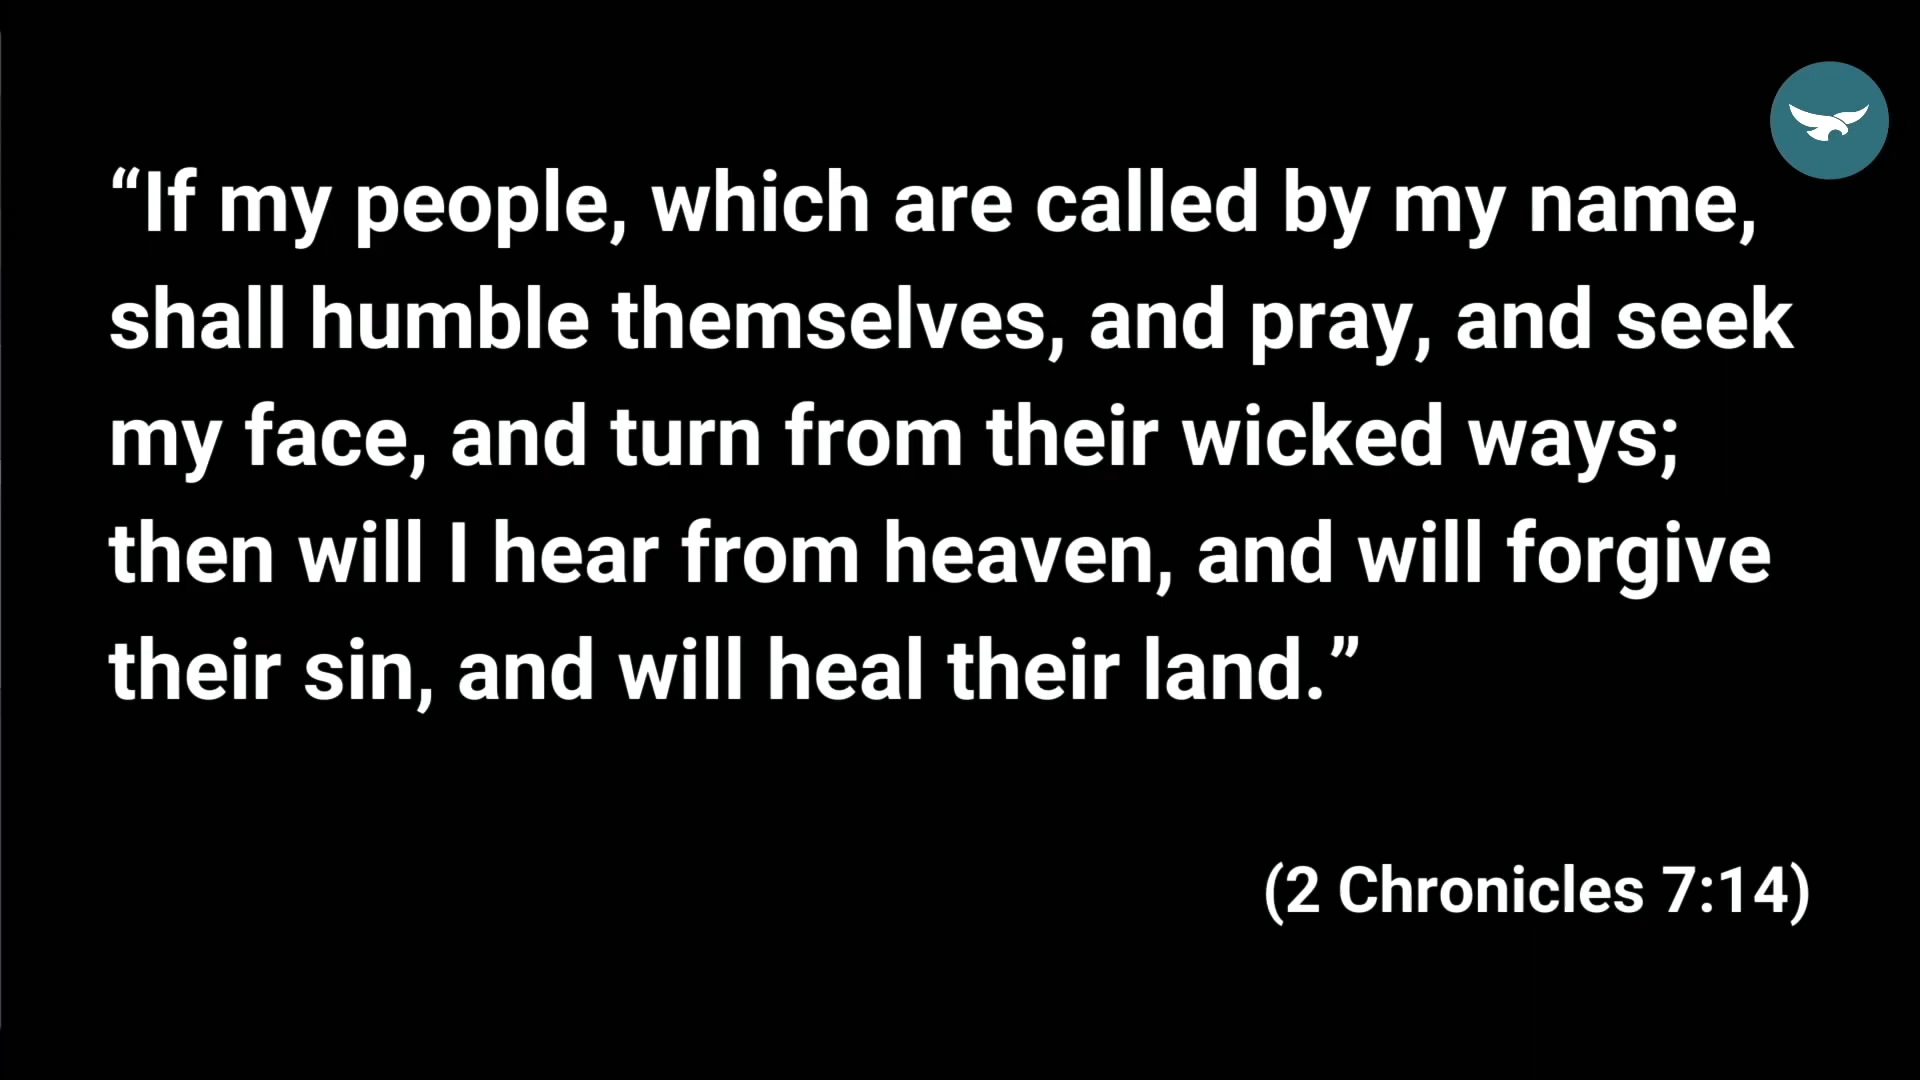 “If my people, which are called by my name,
shall humble themselves, and pray, and seek
my face, and turn from their wicked ways;
then will I hear from heaven, and will forgive
their sin, and will heal their land.”
(2 Chronicles 7:14)